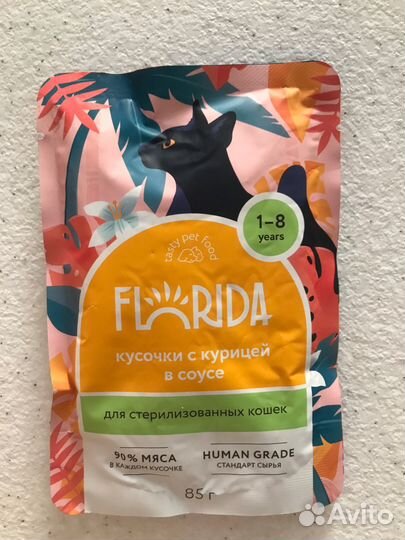 1–8
years
tasty pet food
FLORIDA
кусочки с курицей
в соусе
для стерилизованных кошек
90% МЯСА
В КАЖДОМ КУСОЧКЕ
HUMAN GRADE
СТАНДАРТ СЫРЬЯ
85 г
Avito